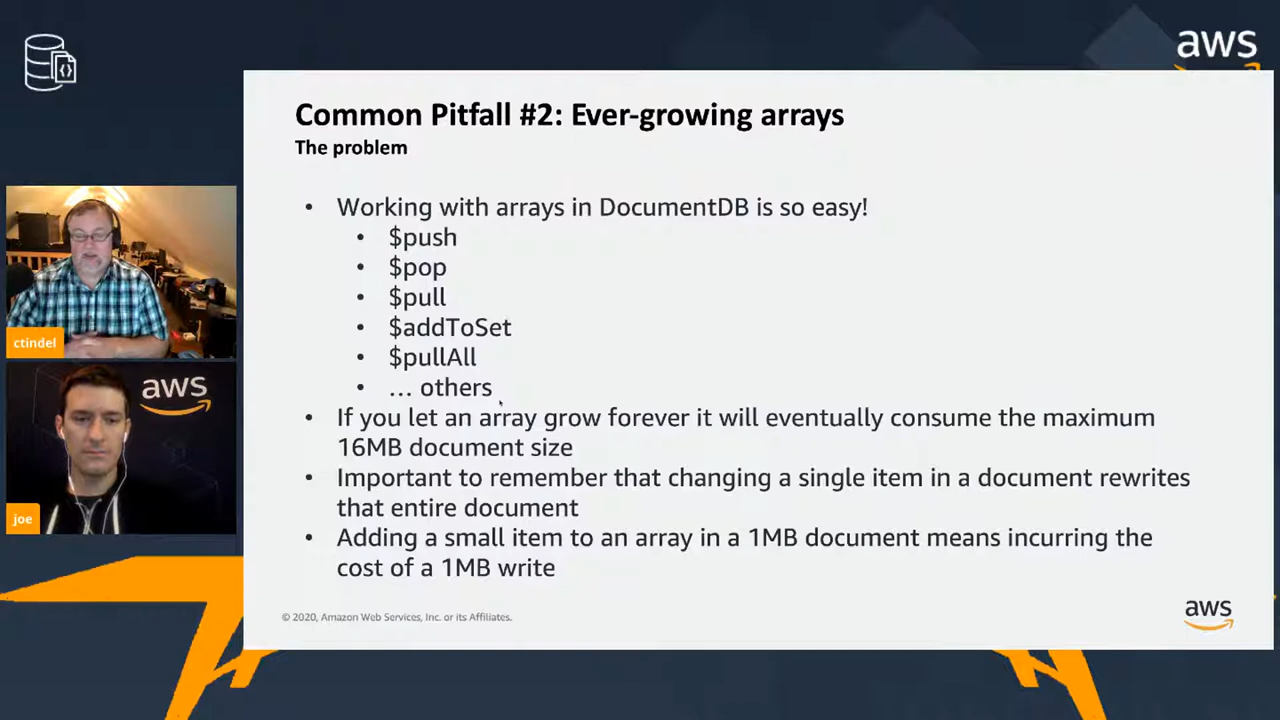 aws
Common Pitfall #2: Ever-growing arrays
The problem
• Working with arrays in DocumentDB is so easy!
• $push
• $pop
• $pull
• $addToSet
• $pullAll
• … others
• If you let an array grow forever it will eventually consume the maximum
16MB document size
• Important to remember that changing a single item in a document rewrites
that entire document
• Adding a small item to an array in a 1MB document means incurring the
cost of a 1MB write
© 2020, Amazon Web Services, Inc. or its Affiliates.
aws
ctindel
aws
joe